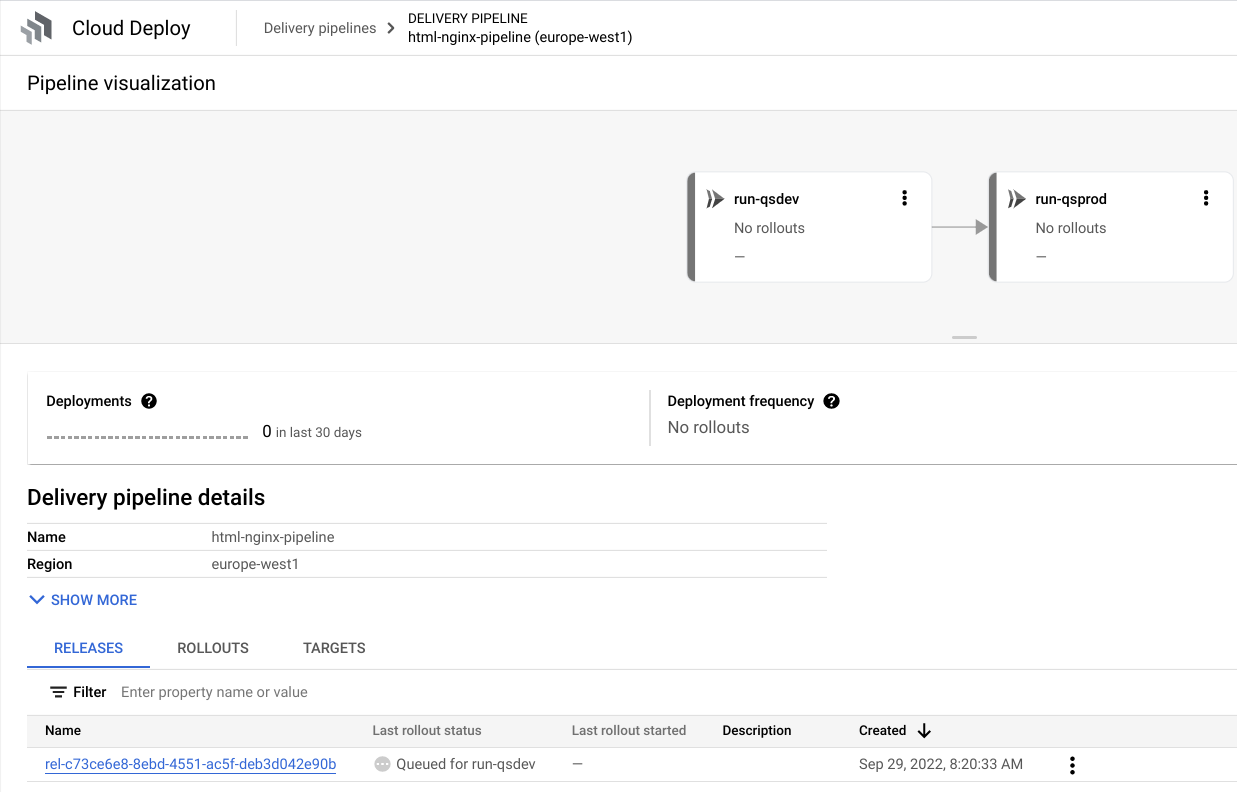 Cloud Deploy
Delivery pipelines
DELIVERY PIPELINE
html-nginx-pipeline (europe-west1)
Pipeline visualization
run-qsdev
No rollouts
—
run-qsprod
No rollouts
—
Deployments
0 in last 30 days
Deployment frequency
No rollouts
Delivery pipeline details
Name html-nginx-pipeline
Region europe-west1
SHOW MORE
RELEASES ROLLOUTS TARGETS
Filter Enter property name or value
Name Last rollout status Last rollout started Description Created
rel-c73ce6e8-8ebd-4551-ac5f-deb3d042e90b Queued for run-qsdev — Sep 29, 2022, 8:20:33 AM